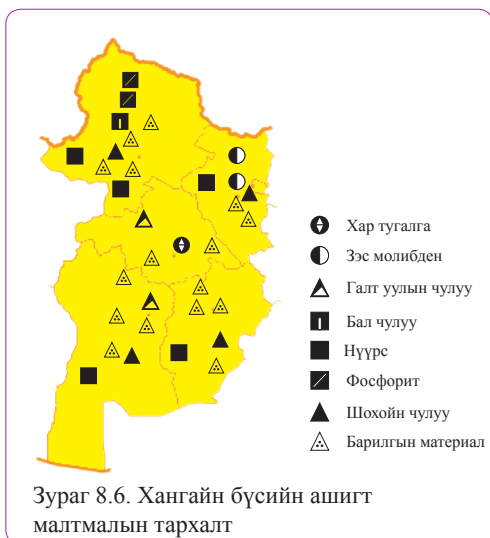 Хар тугалга
Зэс молибден
Галт уулын чулуу
Бал чулуу
Нүүрс
Фосфорит
Шохойн чулуу
Барилгын материал
Зураг 8.6. Хангайн бүсийн ашигт
малтмалын тархалт